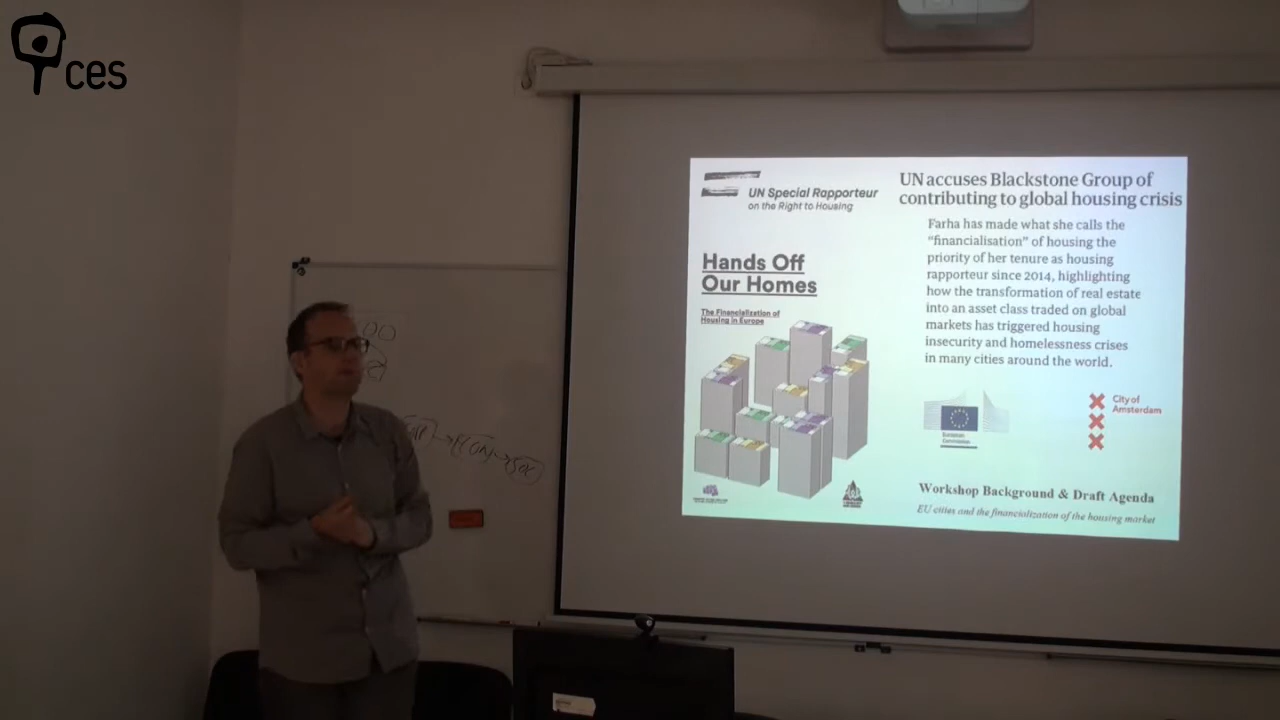 ces
UN Special Rapporteur
on the Right to Housing
Hands Off
Our Homes
The Financialization of
Housing in Europe
UN accuses Blackstone Group of
contributing to global housing crisis
Farha has made what she calls the
“financialisation” of housing the
priority of her tenure as housing
rapporteur since 2014, highlighting
how the transformation of real estate
into an asset class traded on global
markets has triggered housing
insecurity and homelessness crises
in many cities around the world.
European
Commission
City of
Amsterdam
Workshop Background & Draft Agenda
EU cities and the financialization of the housing market